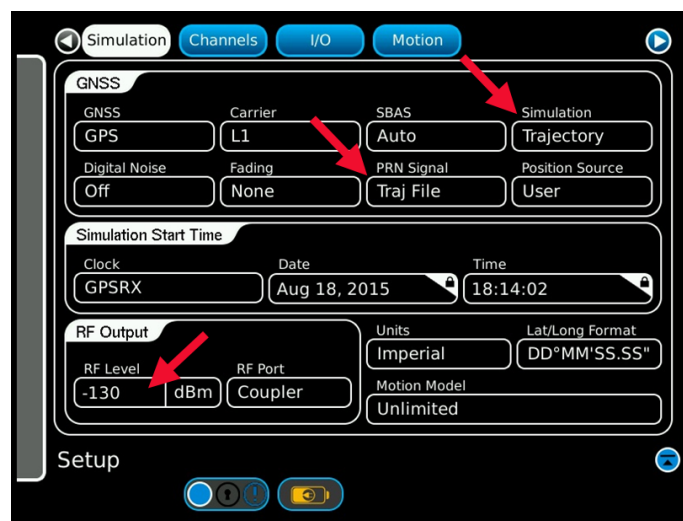 Simulation Channels I/O Motion
GNSS
GNSS Carrier SBAS Simulation
GPS L1 Auto Trajectory
Digital Noise Fading PRN Signal Position Source
Off None Traj File User
Simulation Start Time
Clock Date Time
GPSRX Aug 18, 2015 18:14:02
RF Output Units Lat/Long Format
Imperial DD°MM'SS.SS"
RF Level RF Port Motion Model
-130 dBm Coupler Unlimited
Setup